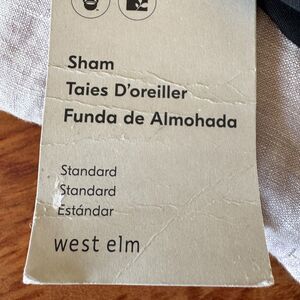 Sham
Taies D'oreiller
Funda de Almohada
Standard
Standard
Estándar
west elm